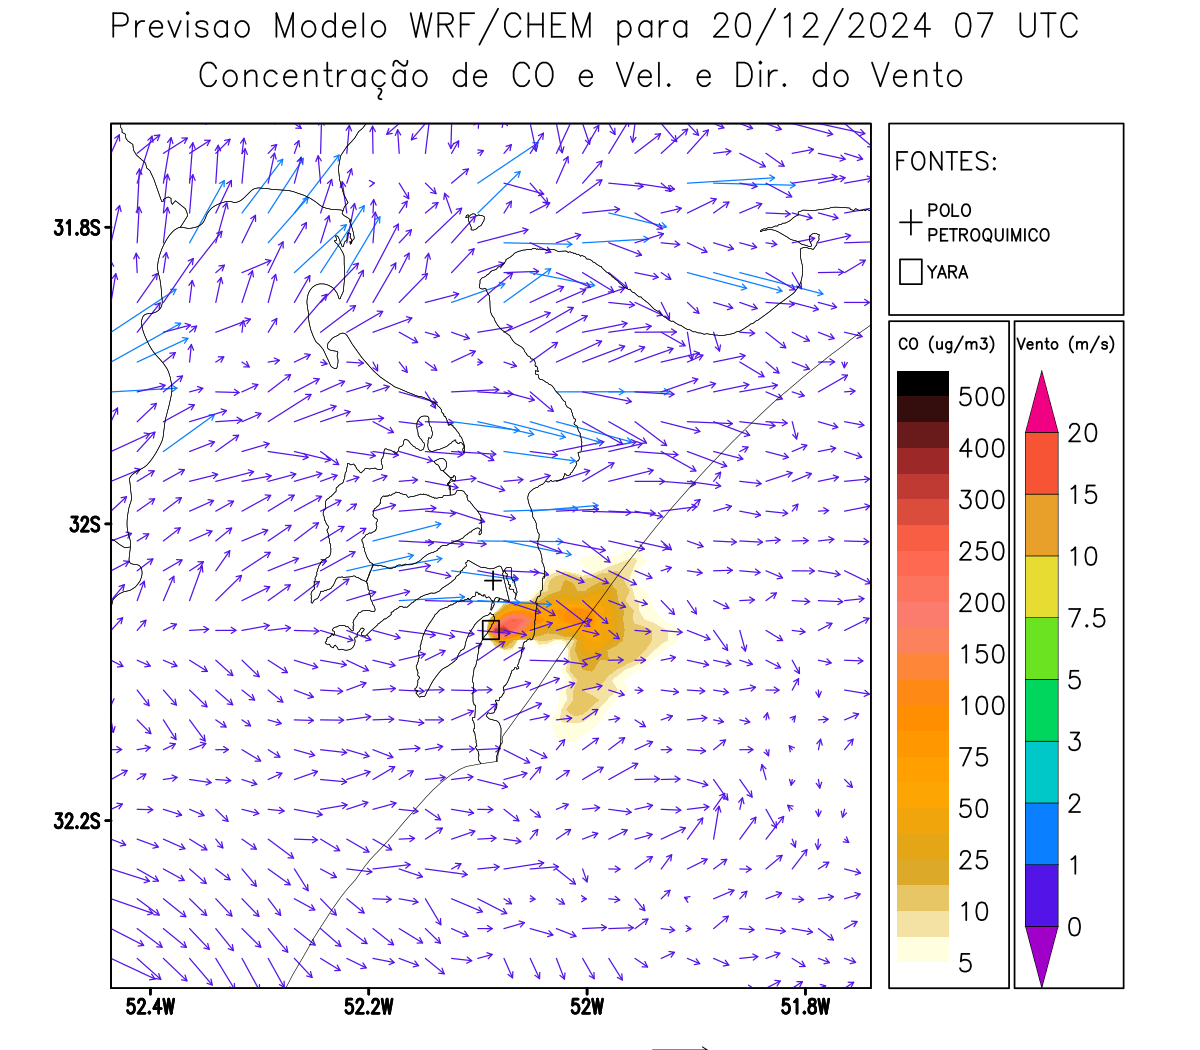 Previsao Modelo WRF/CHEM para 20/12/2024 07 UTC
Concentração de CO e Vel. e Dir. do Vento
FONTES:
POLO
PETROQUIMICO
YARA
CO (ug/m3)
500
400
300
250
200
150
100
75
50
25
10
5
Vento (m/s)
20
15
10
7.5
5
3
2
1
0
31.8S
32S
32.2S
52.4W
52.2W
52W
51.8W